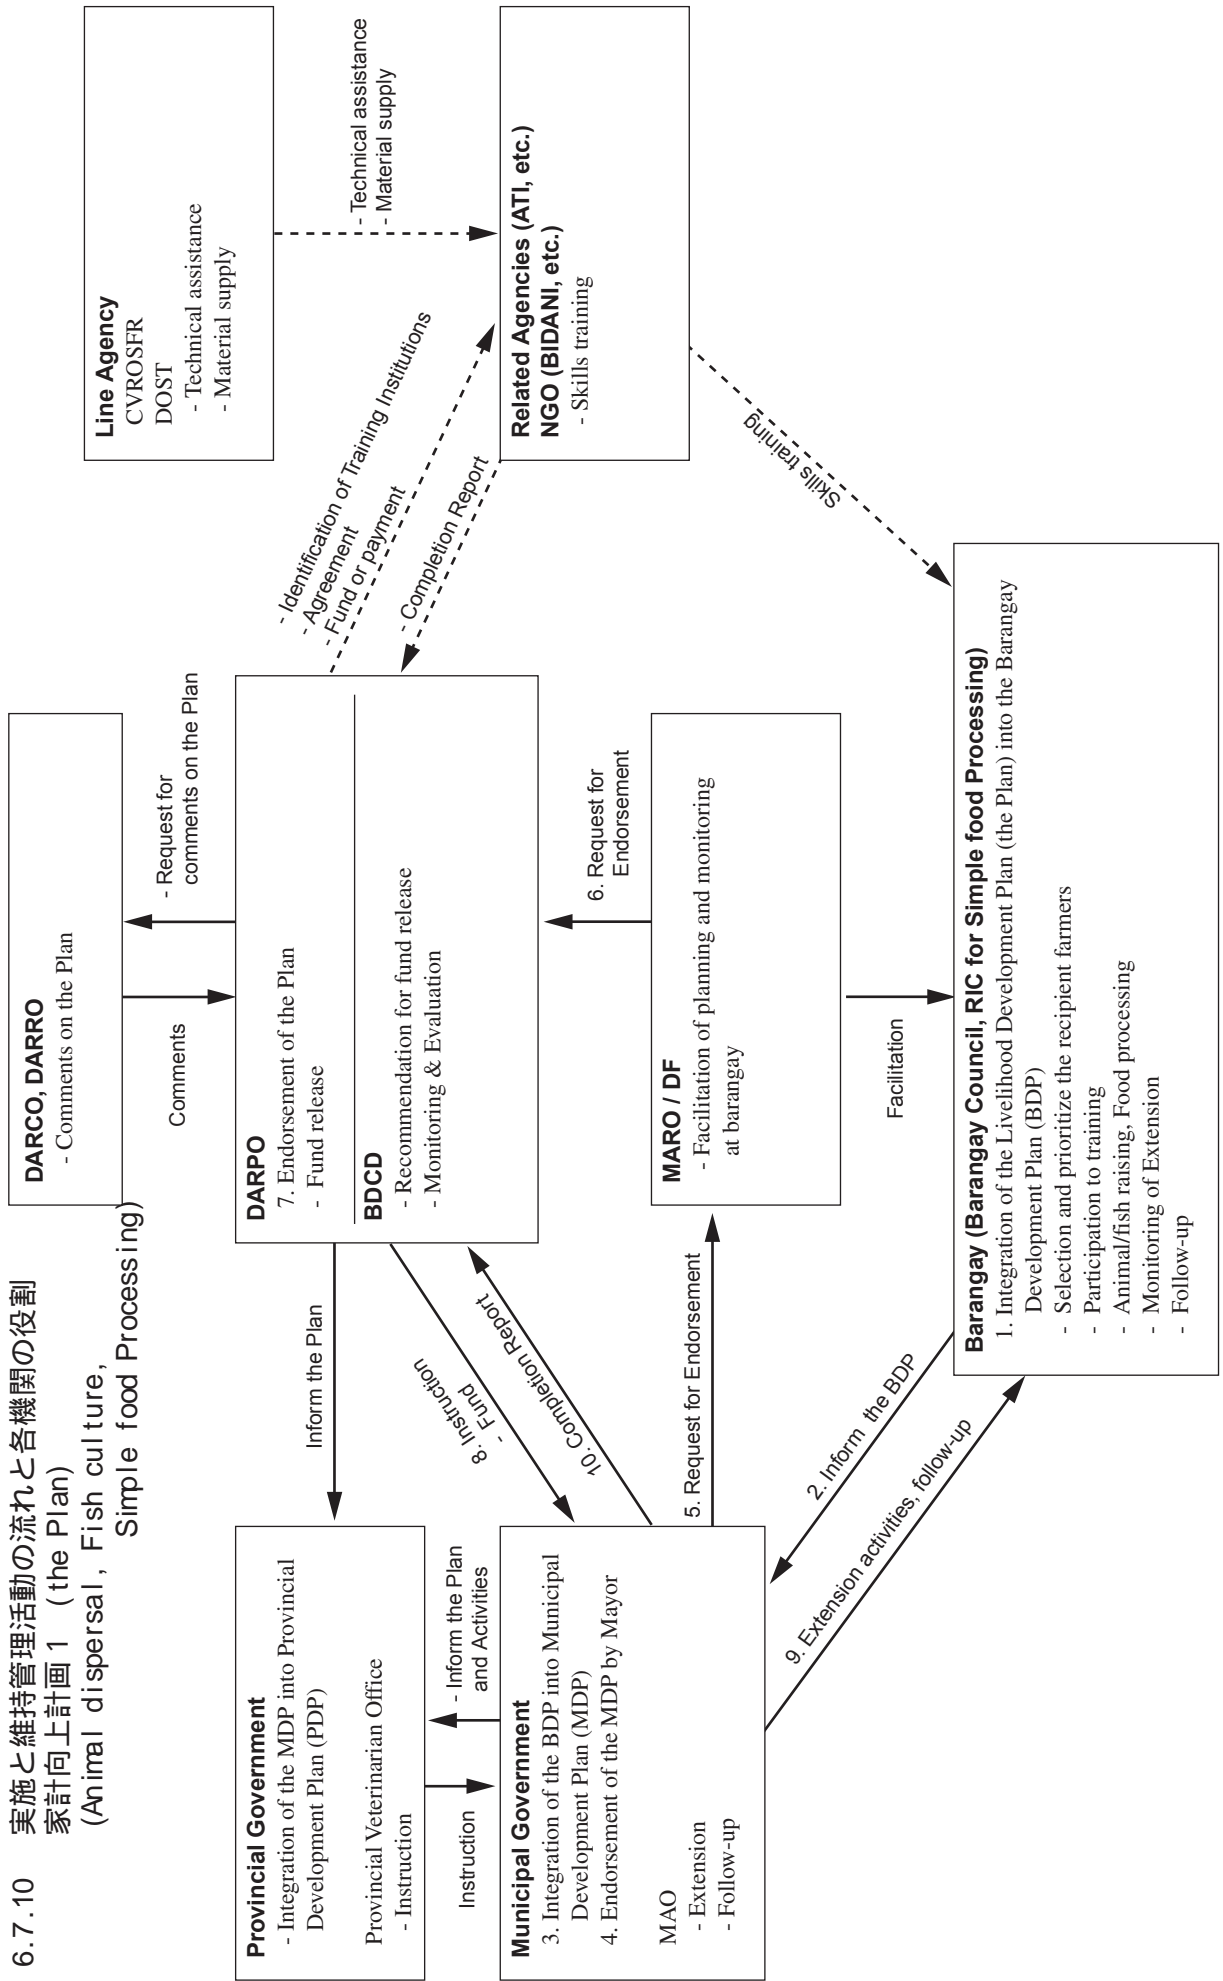 6.7.10 実施と維持管理活動の流れと各機関の役割
家計向上計画 1 (the Plan)
(Animal dispersal, Fish culture,
Simple food Processing)
DARCO, DARRO
- Comments on the Plan
Comments
- Request for
comments on the Plan
Line Agency
CVROSFR
DOST
- Technical assistance
- Material supply
- Technical assistance
- Material supply
Provincial Government
- Integration of the MDP into Provincial
Development Plan (PDP)
Provincial Veterinarian Office
- Instruction
Inform the Plan
DARPO
7. Endorsement of the Plan
- Fund release
BDCD
- Recommendation for fund release
- Monitoring & Evaluation
- Identification of Training Institutions
- Agreement
- Fund or payment
- Completion Report
Related Agencies (ATI, etc.)
NGO (BIDANI, etc.)
- Skills training
Instruction
- Inform the Plan
and Activities
8. Instruction
- Fund
10. Completion Report
6. Request for
Endorsement
Municipal Government
3. Integration of the BDP into Municipal
Development Plan (MDP)
4. Endorsement of the MDP by Mayor
MAO
- Extension
- Follow-up
5. Request for Endorsement
MARO / DF
- Facilitation of planning and monitoring
at barangay
Skills training
Facilitation
2. Inform the BDP
9. Extension activities, follow-up
Barangay (Barangay Council, RIC for Simple food Processing)
1. Integration of the Livelihood Development Plan (the Plan) into the Barangay
Development Plan (BDP)
- Selection and prioritize the recipient farmers
- Participation to training
- Animal/fish raising, Food processing
- Monitoring of Extension
- Follow-up